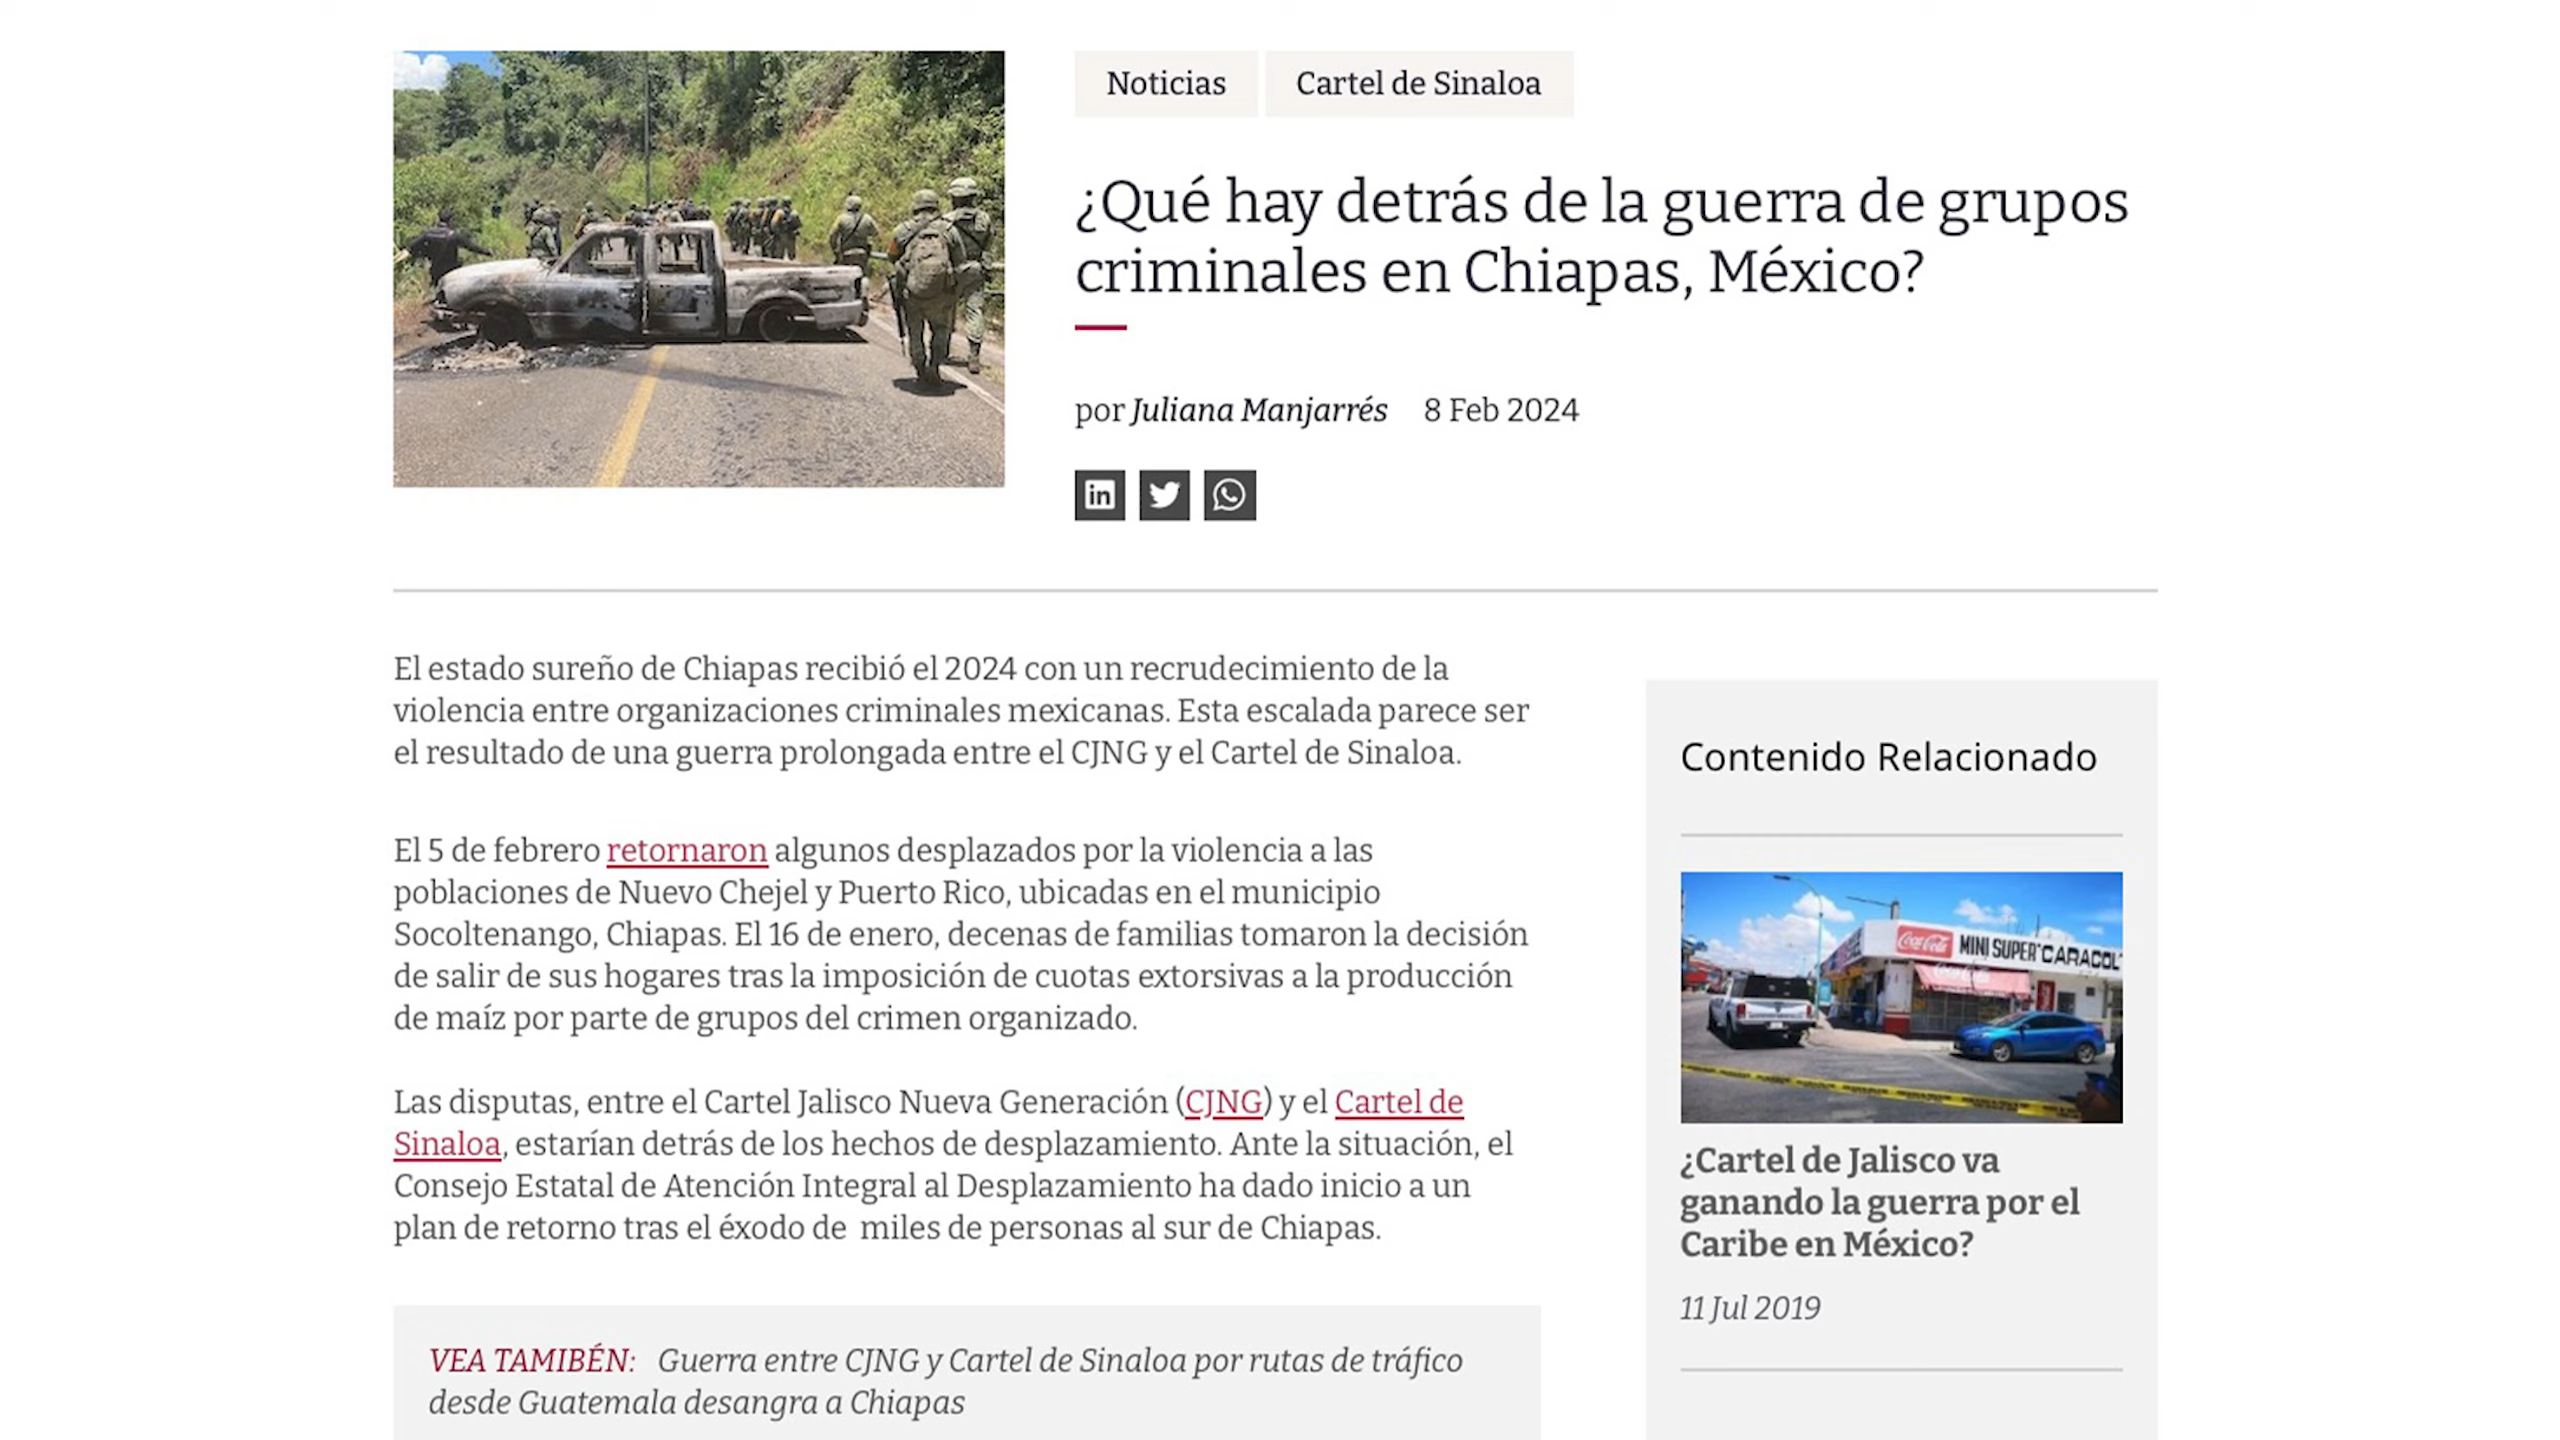 Noticias
Cartel de Sinaloa
¿Qué hay detrás de la guerra de grupos
criminales en Chiapas, México?
por Juliana Manjarrés 8 Feb 2024
El estado sureño de Chiapas recibió el 2024 con un recrudecimiento de la
violencia entre organizaciones criminales mexicanas. Esta escalada parece ser
el resultado de una guerra prolongada entre el CJNG y el Cartel de Sinaloa.
El 5 de febrero retornaron algunos desplazados por la violencia a las
poblaciones de Nuevo Chejel y Puerto Rico, ubicadas en el municipio
Socoltenango, Chiapas. El 16 de enero, decenas de familias tomaron la decisión
de salir de sus hogares tras la imposición de cuotas extorsivas a la producción
de maíz por parte de grupos del crimen organizado.
Las disputas, entre el Cartel Jalisco Nueva Generación (CJNG) y el Cartel de
Sinaloa, estarían detrás de los hechos de desplazamiento. Ante la situación, el
Consejo Estatal de Atención Integral al Desplazamiento ha dado inicio a un
plan de retorno tras el éxodo de miles de personas al sur de Chiapas.
VEA TAMIBÉN: Guerra entre CJNG y Cartel de Sinaloa por rutas de tráfico
desde Guatemala desangra a Chiapas
Contenido Relacionado
Coca-Cola MINI SUPER "CARACOL"
¿Cartel de Jalisco va
ganando la guerra por el
Caribe en México?
11 Jul 2019